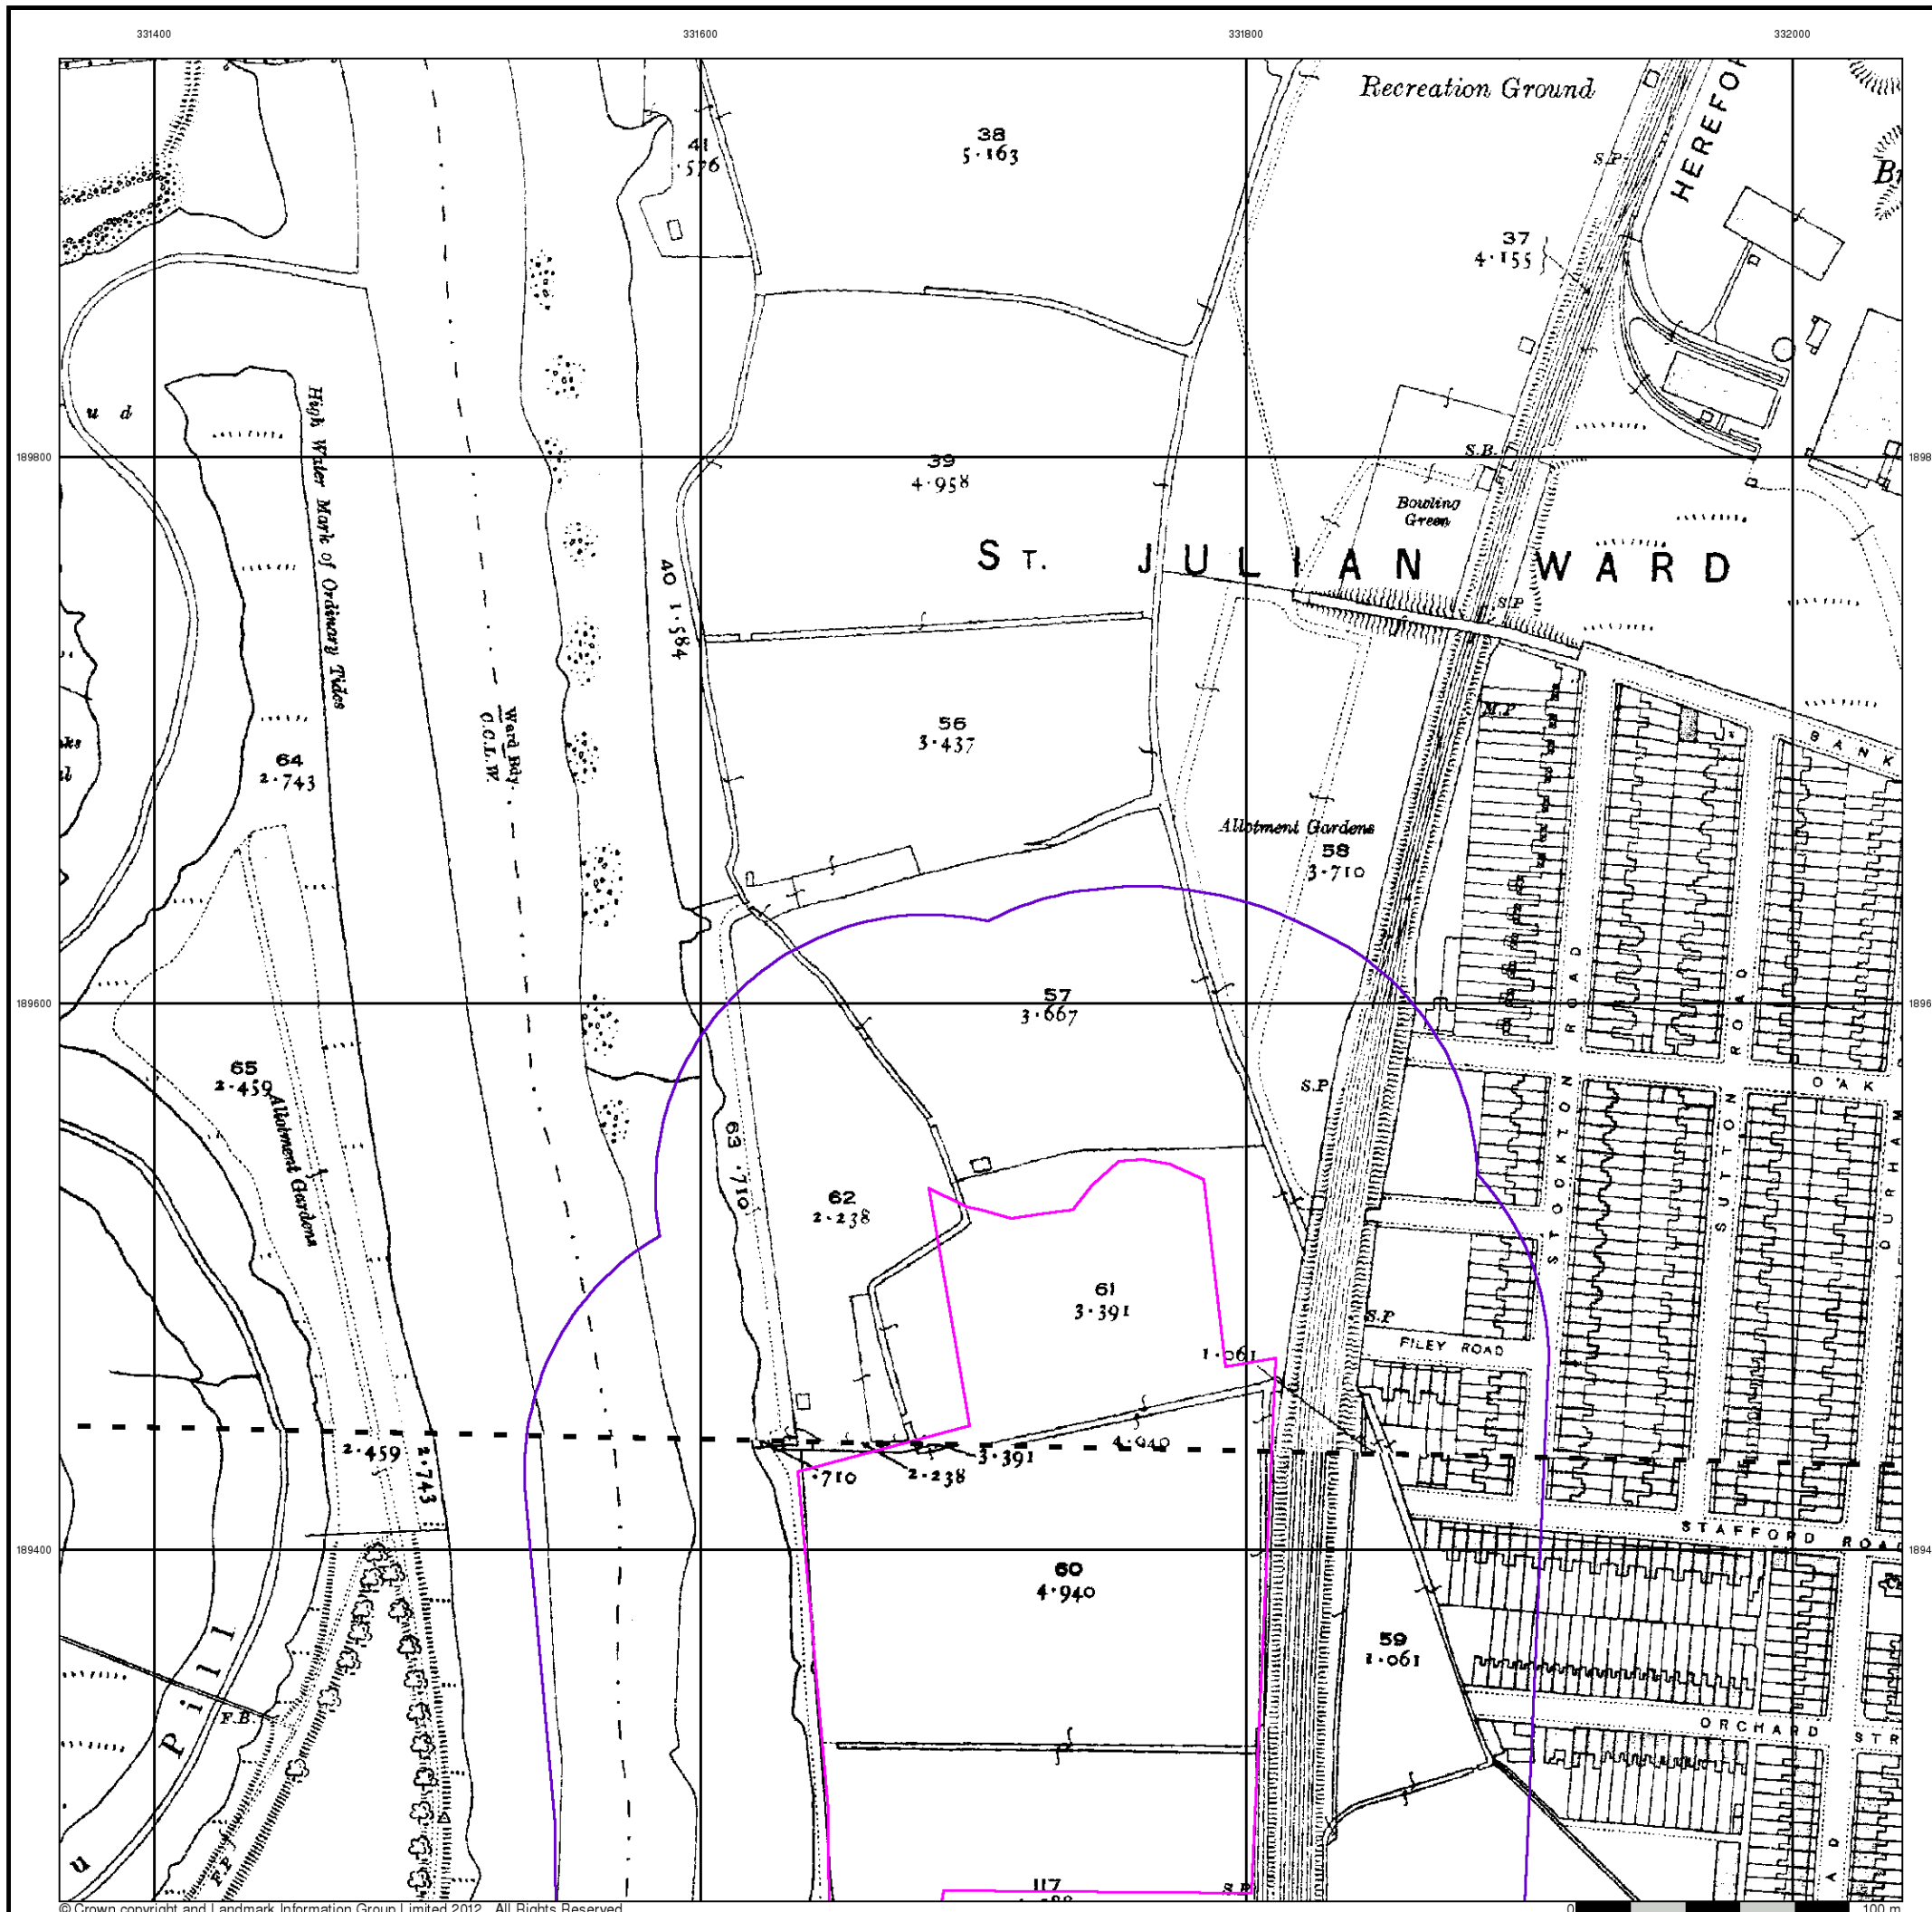 331400 331600 331800 332000
Recreation Ground
HEREFOR
S.P.
38
5.163
41
.576
37
4.155
u d
High Water Mark of Ordinary Tides
189800
39
4.958
S.B.
Bowling
Green
ST. JULIAN WARD
40 1.584
S.P
56
3.437
Ward Bdy.
C.C.L.W.
M.P
BANK
64
2.743
Allotment Gardens
58
3.710
189600
57
3.667
STOCKTON ROAD
SUTTON ROAD
OAK
DURHAM
65
2.459
Allotment Gardens
S.P.
63 .710
62
2.238
61
3.391
S.P
FILEY ROAD
1.061
2.459
2.743
.710
2.238
3.391
4.940
STAFFORD ROA
189400
60
4.940
59
1.061
Pill
F.B.
ORCHARD STR
u
F.P.
117
S.P.
© Crown copyright and Landmark Information Group Limited 2012. All Rights Reserved.
0 100 m